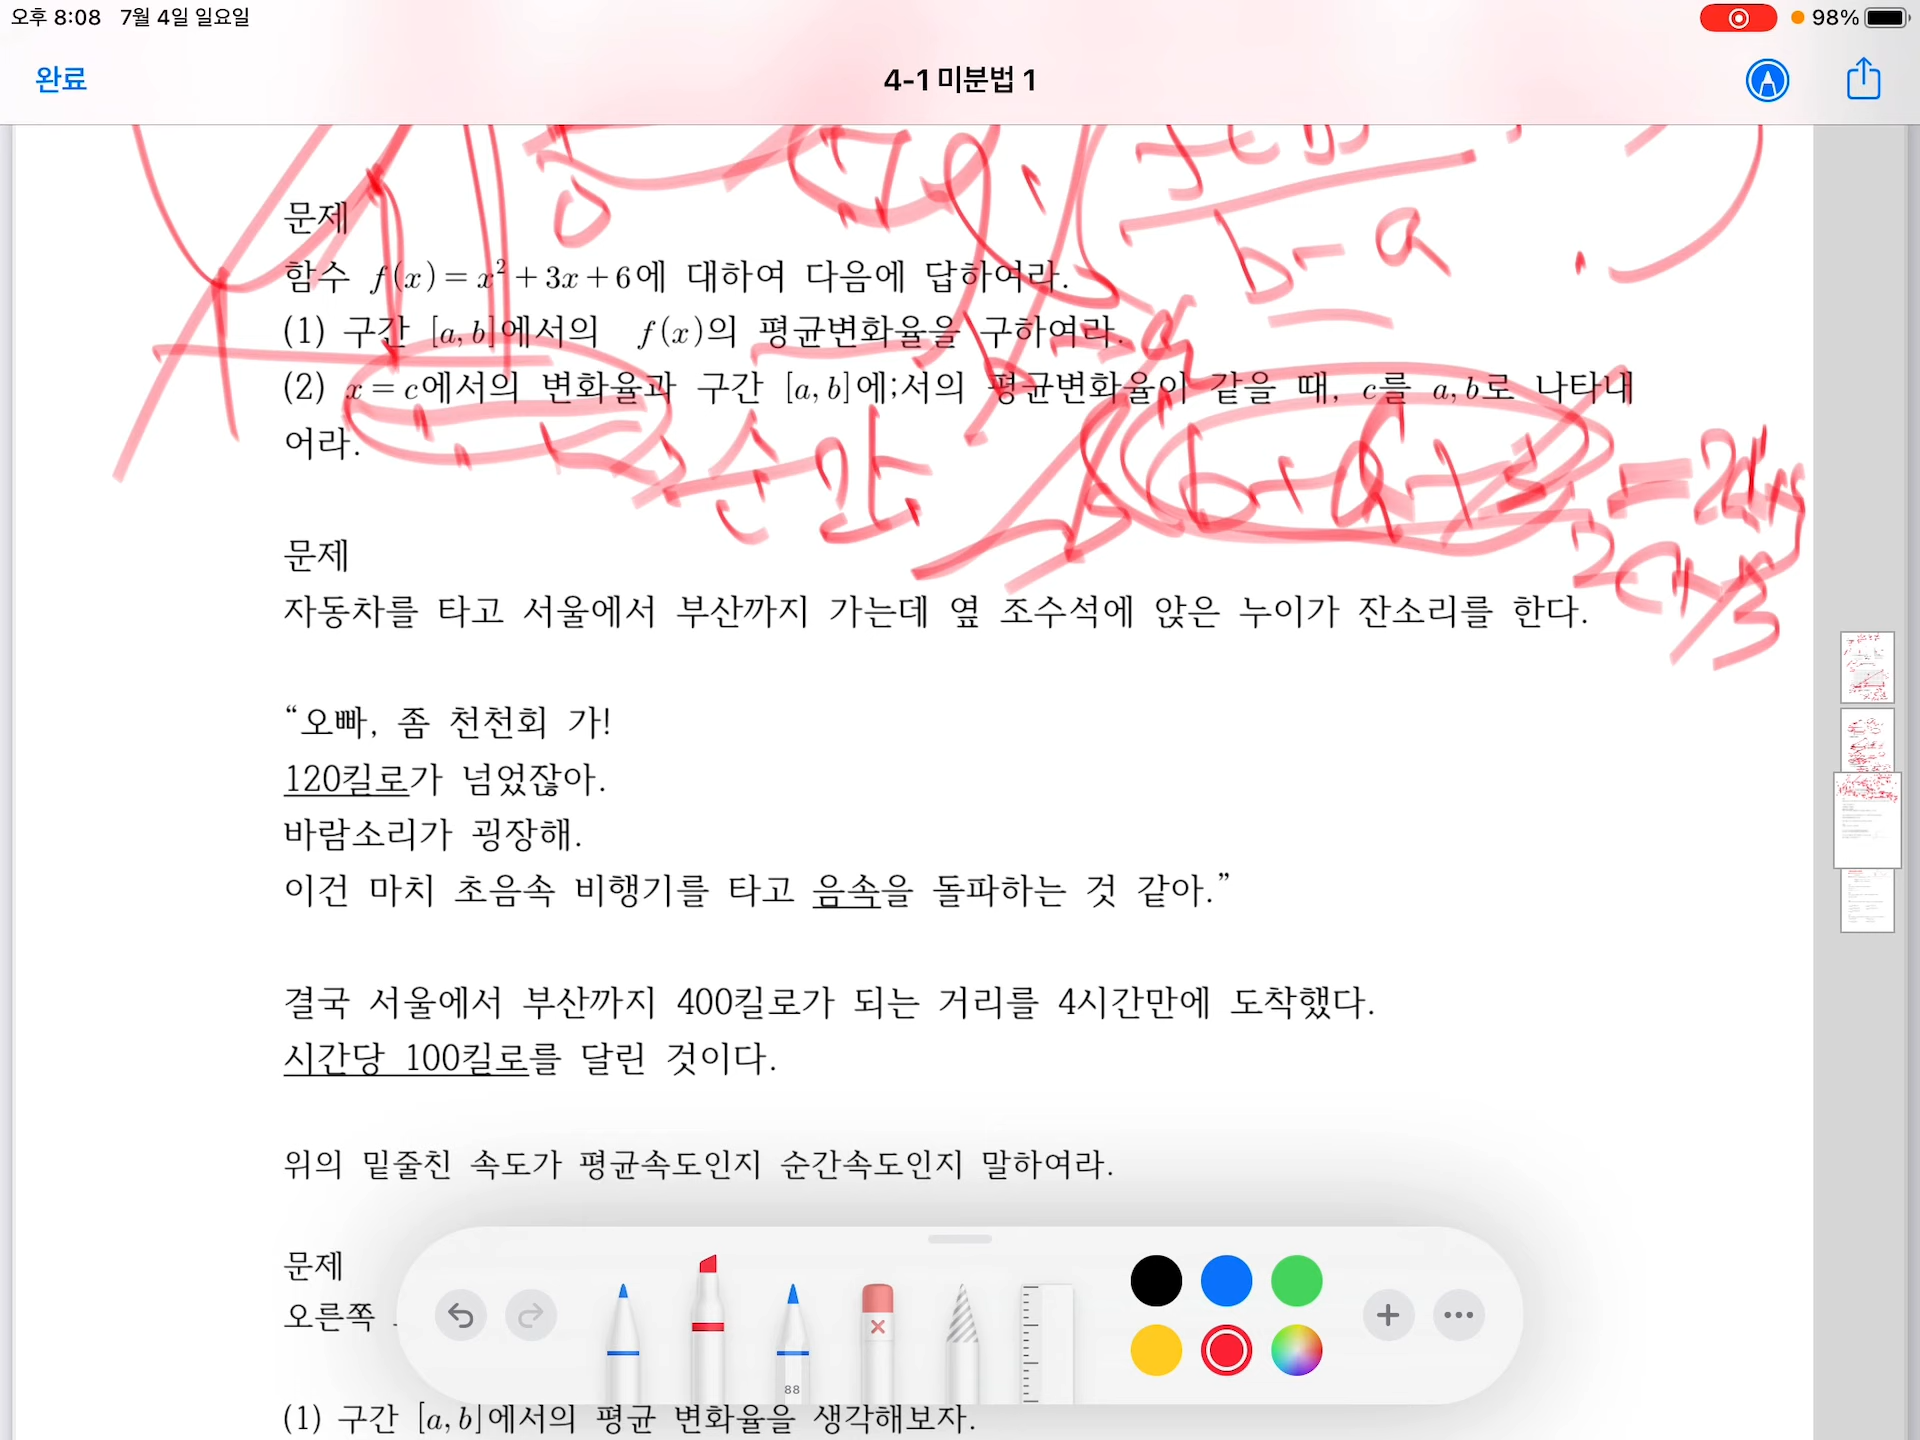 오후 8:08 7월 4일 일요일
98%
완료
4-1 미분법 1
b-a
문제
함수 f(x)=x²+3x+6에 대하여 다음에 답하여라.
(1) 구간 [a,b]에서의 f(x)의 평균변화율을 구하여라.
(2) x=c에서의 변화율과 구간 [a,b]에;서의 평균변화율이 같을 때, c를 a,b로 나타내
어라.
순간
b+a+3
문제
자동차를 타고 서울에서 부산까지 가는데 옆 조수석에 앉은 누이가 잔소리를 한다.
“오빠, 좀 천천회 가!
120킬로가 넘었잖아.
바람소리가 굉장해.
이건 마치 초음속 비행기를 타고 음속을 돌파하는 것 같아.”
결국 서울에서 부산까지 400킬로가 되는 거리를 4시간만에 도착했다.
시간당 100킬로를 달린 것이다.
위의 밑줄친 속도가 평균속도인지 순간속도인지 말하여라.
문제
오른쪽
88
(1) 구간 [a,b]에서의 평균 변화율을 생각해보자.